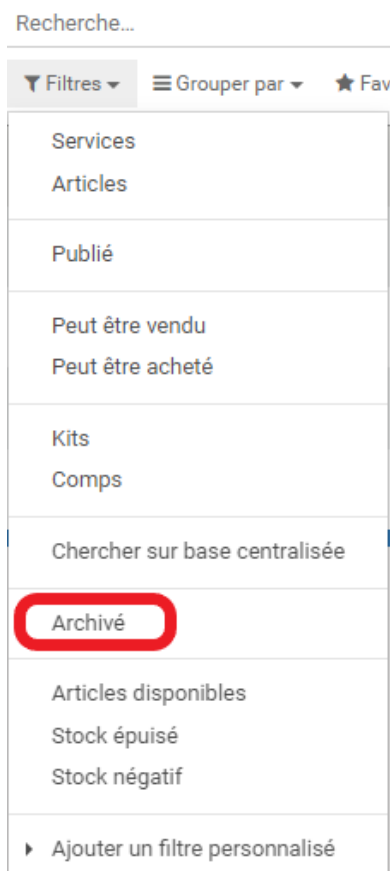 Recherche...
Filtres Grouper par Fav
Services
Articles
Publié
Peut être vendu
Peut être acheté
Kits
Comps
Chercher sur base centralisée
Archivé
Articles disponibles
Stock épuisé
Stock négatif
Ajouter un filtre personnalisé